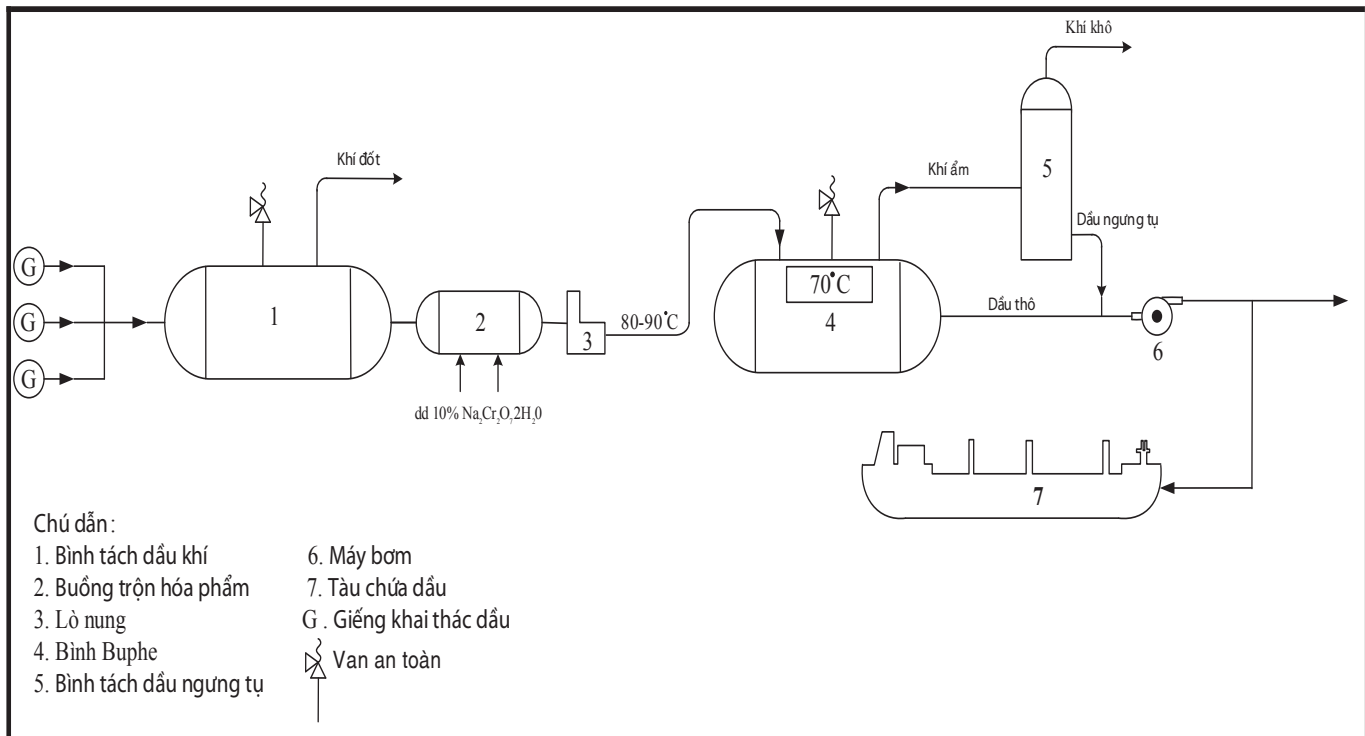 Khí khô
Khí đốt
Khí ẩm
5
Dầu ngưng tụ
G
G
G
1
2
3
80-90°C
70°C
4
Dầu thô
6
dd 10% Na2Cr2O7 2H20
7
Chú dẫn :
1. Bình tách dầu khí
2. Buồng trộn hóa phẩm
3. Lò nung
4. Bình Buphe
5. Bình tách dầu ngưng tụ
6. Máy bơm
7. Tàu chứa dầu
G . Giếng khai thác dầu
Van an toàn